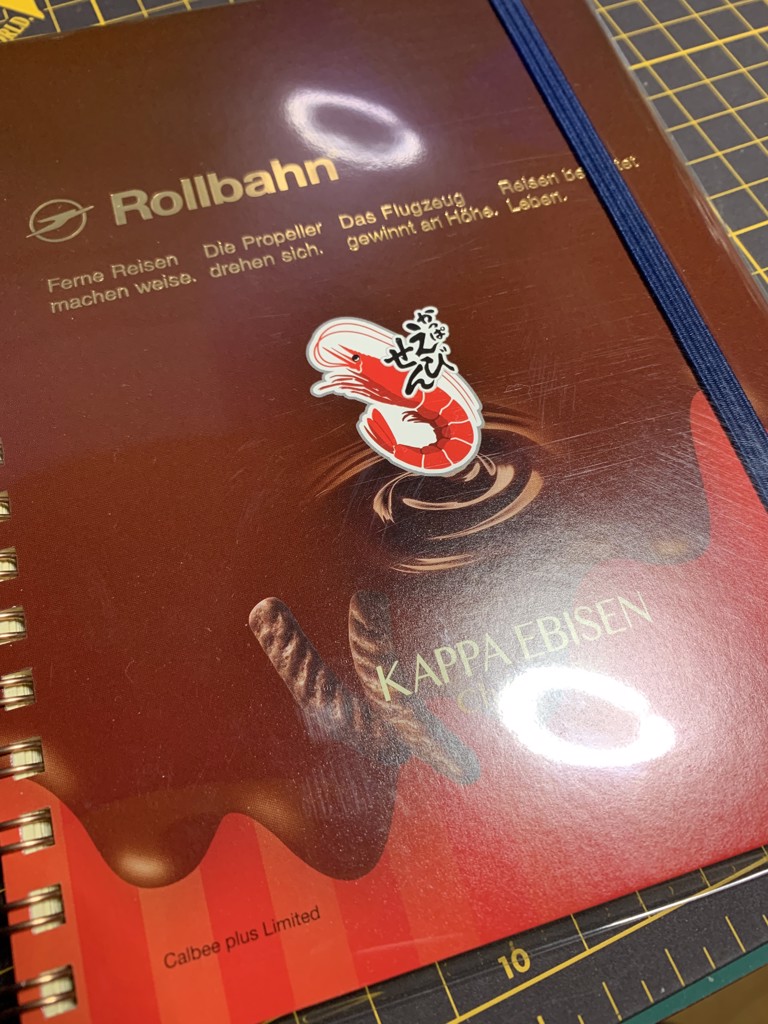 Rollbahn
Ferne Reisen
machen weise.
Die Propeller
drehen sich.
Das Flugzeug
gewinnt an Höhe.
Reisen
Leben.
かっぱ
えび
せん
KAPPA EBISEN
Calbee plus Limited
10